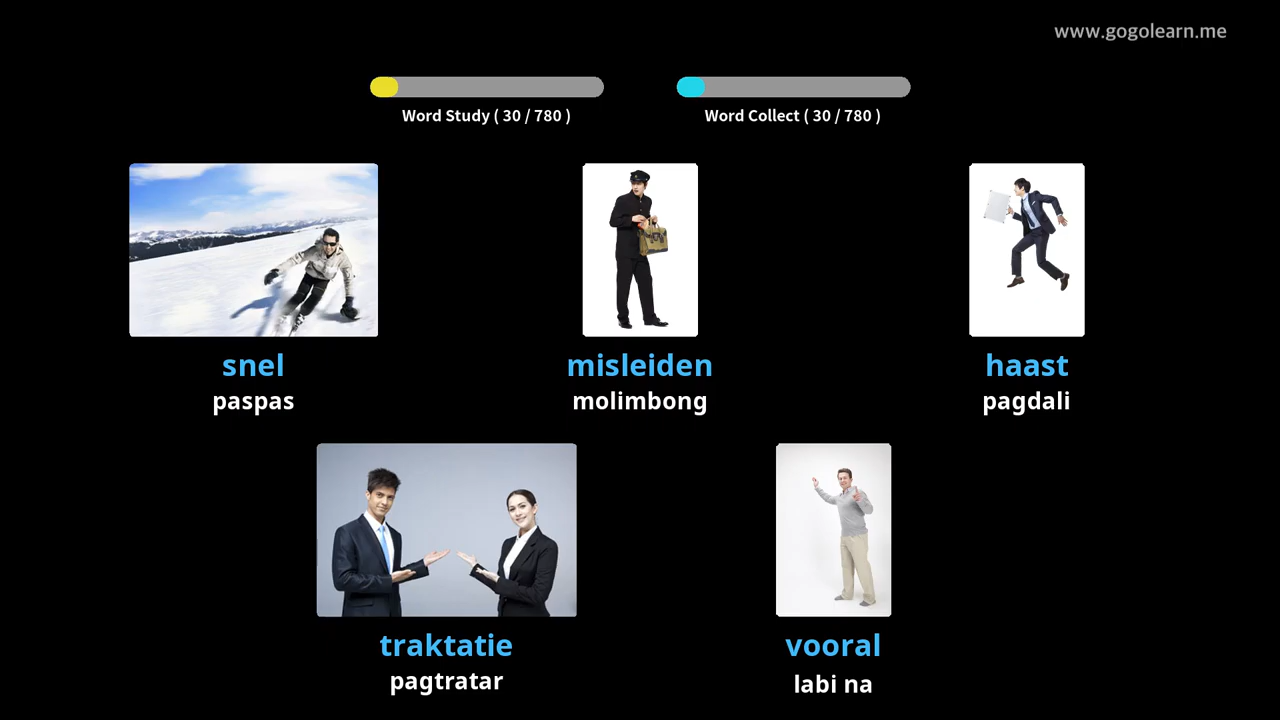 www.gogolearn.me
Word Study ( 30 / 780 )
Word Collect ( 30 / 780 )
snel
paspas
misleiden
molimbong
haast
pagdali
traktatie
pagtratar
vooral
labi na